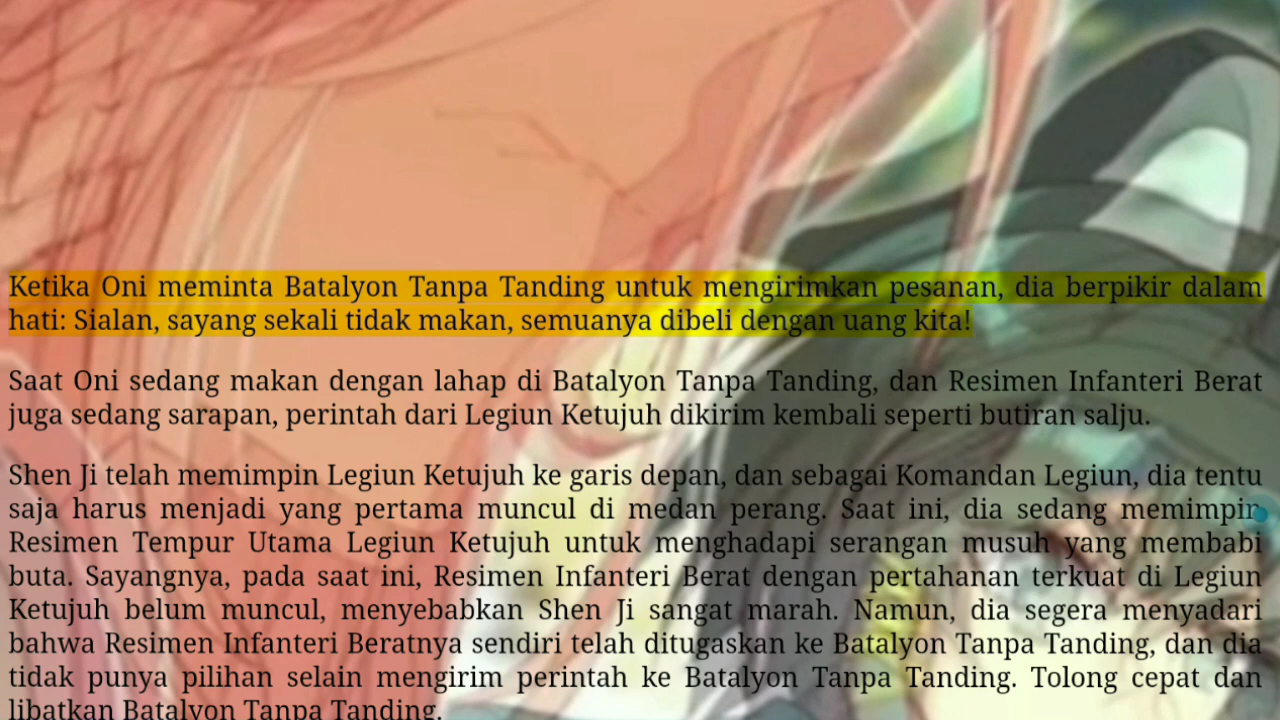 Ketika Oni meminta Batalyon Tanpa Tanding untuk mengirimkan pesanan, dia berpikir dalam
hati: Sialan, sayang sekali tidak makan, semuanya dibeli dengan uang kita!
Saat Oni sedang makan dengan lahap di Batalyon Tanpa Tanding, dan Resimen Infanteri Berat
juga sedang sarapan, perintah dari Legiun Ketujuh dikirim kembali seperti butiran salju.
Shen Ji telah memimpin Legiun Ketujuh ke garis depan, dan sebagai Komandan Legiun, dia tentu
saja harus menjadi yang pertama muncul di medan perang. Saat ini, dia sedang memimpin
Resimen Tempur Utama Legiun Ketujuh untuk menghadapi serangan musuh yang membabi
buta. Sayangnya, pada saat ini, Resimen Infanteri Berat dengan pertahanan terkuat di Legiun
Ketujuh belum muncul, menyebabkan Shen Ji sangat marah. Namun, dia segera menyadari
bahwa Resimen Infanteri Beratnya sendiri telah ditugaskan ke Batalyon Tanpa Tanding, dan dia
tidak punya pilihan selain mengirim perintah ke Batalyon Tanpa Tanding. Tolong cepat dan
libatkan Batalyon Tanpa Tanding.